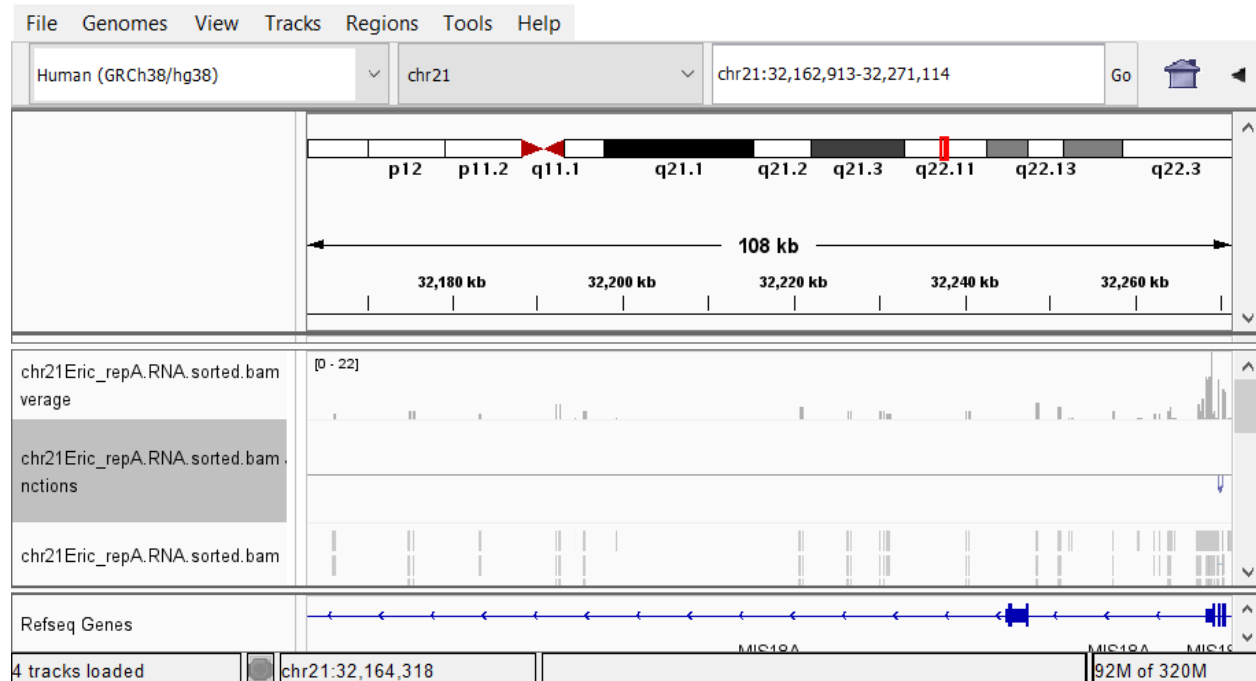 File Genomes View Tracks Regions Tools Help
Human (GRCh38/hg38) chr21 chr21:32,162,913-32,271,114 Go
p12 p11.2 q11.1 q21.1 q21.2 q21.3 q22.11 q22.13 q22.3
108 kb
32,180 kb 32,200 kb 32,220 kb 32,240 kb 32,260 kb
[0 - 22]
chr21Eric_repA.RNA.sorted.bam
verage
chr21Eric_repA.RNA.sorted.bam
nctions
chr21Eric_repA.RNA.sorted.bam
Refseq Genes
MIS18A MIS18A MIS18
4 tracks loaded chr21:32,164,318 92M of 320M